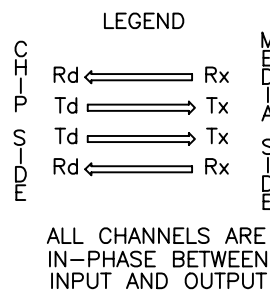 LEGEND
CHIP SIDE
MEDIA SIDE
Rd Rx
Td Tx
Td Tx
Rd Rx
ALL CHANNELS ARE
IN-PHASE BETWEEN
INPUT AND OUTPUT